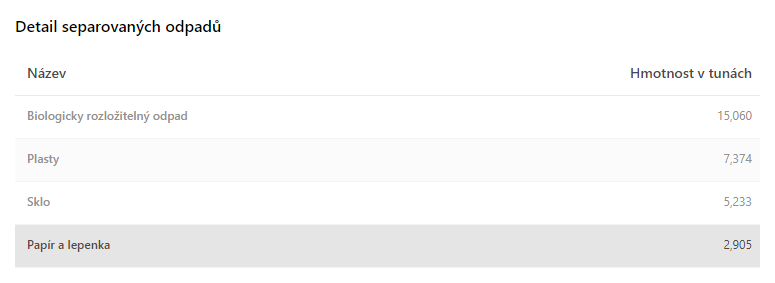 Detail separovaných odpadů
Název Hmotnost v tunách
Biologicky rozložitelný odpad 15,060
Plasty 7,374
Sklo 5,233
Papír a lepenka 2,905